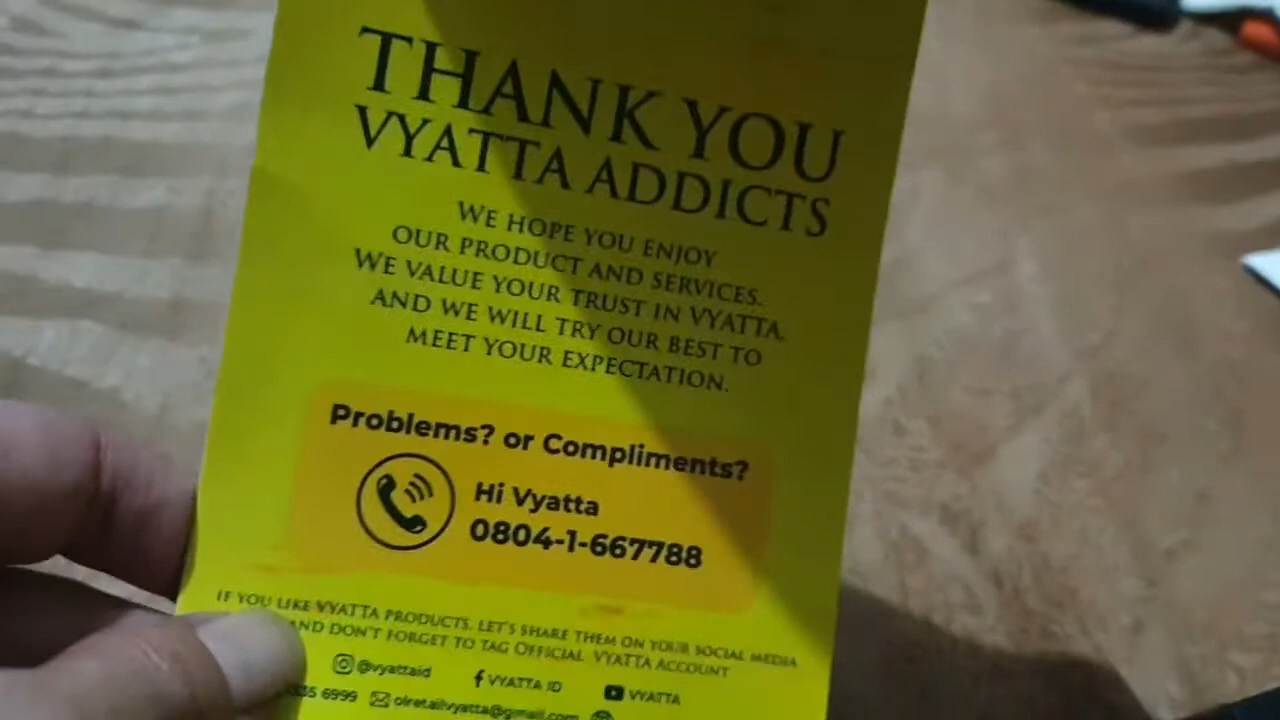 THANK YOU
VYATTA ADDICTS
WE HOPE YOU ENJOY
OUR PRODUCT AND SERVICES.
WE VALUE YOUR TRUST IN VYATTA,
AND WE WILL TRY OUR BEST TO
MEET YOUR EXPECTATION.
Problems? or Compliments?
Hi Vyatta
0804-1-667788
IF YOU LIKE VYATTA PRODUCTS, LET'S SHARE THEM ON YOUR SOCIAL MEDIA
AND DON'T FORGET TO TAG OFFICIAL VYATTA ACCOUNT
@vyattaid VYATTA ID VYATTA
6999 olretailvyatta@gmail.com